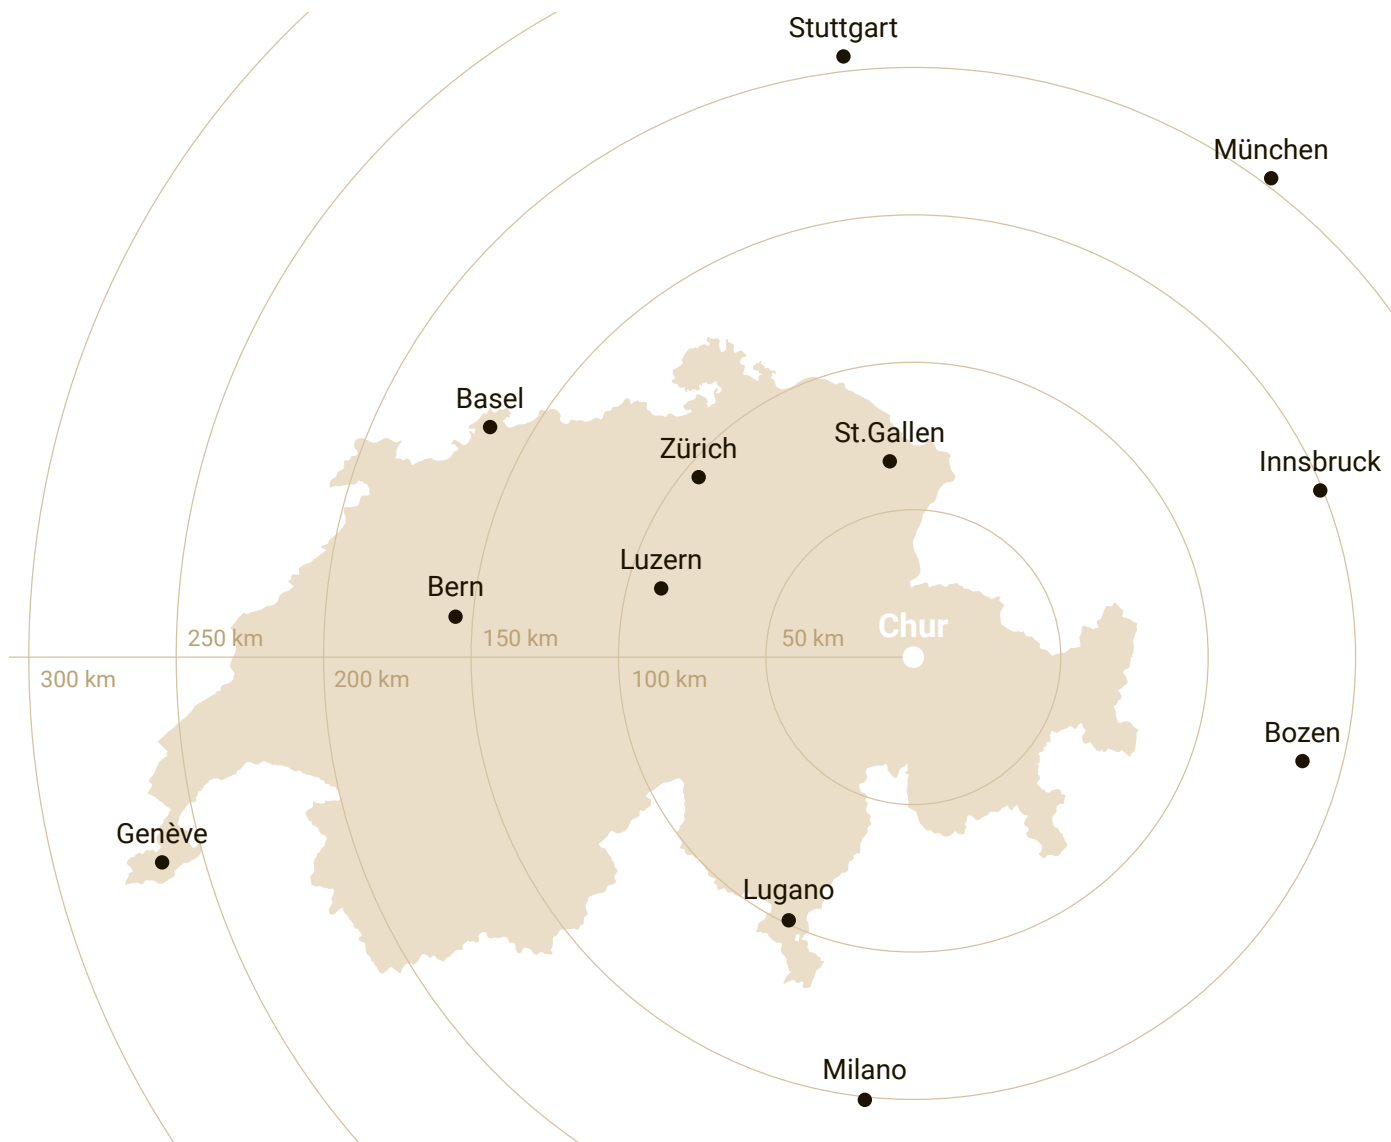 Stuttgart
München
Basel
Zürich
St.Gallen
Innsbruck
Luzern
Bern
Chur
250 km
150 km
50 km
300 km
200 km
100 km
Bozen
Genève
Lugano
Milano